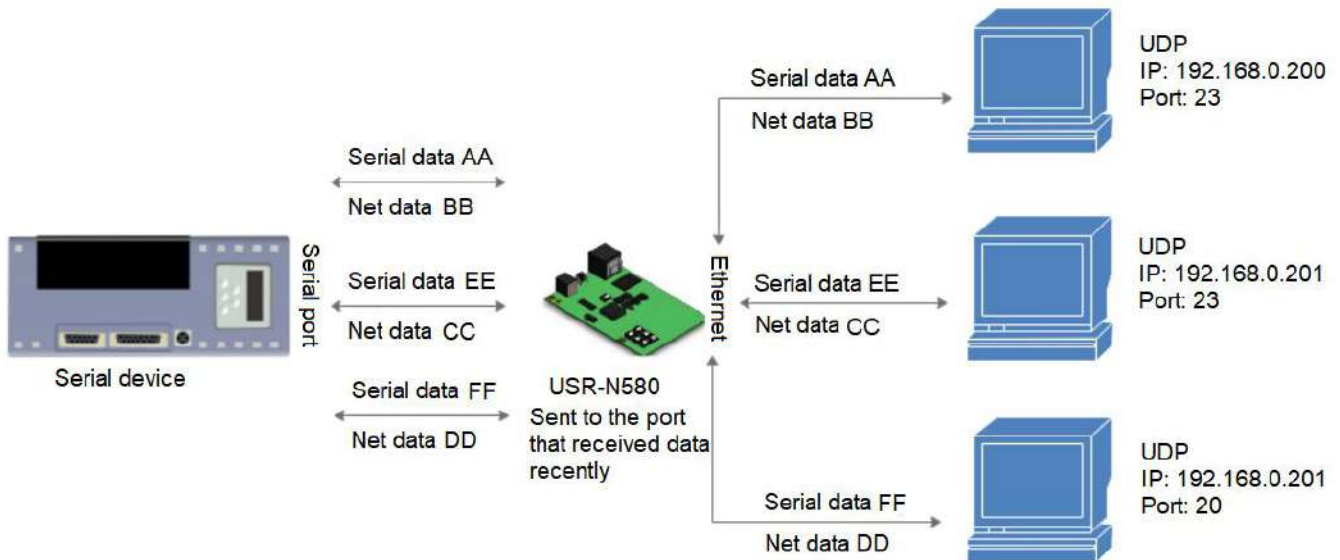 Serial device
Serial port
Serial data AA
Net data BB
Serial data EE
Net data CC
Serial data FF
Net data DD
USR-N580
Sent to the port
that received data
recently
Ethernet
Serial data AA
Net data BB
UDP
IP: 192.168.0.200
Port: 23
Serial data EE
Net data CC
UDP
IP: 192.168.0.201
Port: 23
Serial data FF
Net data DD
UDP
IP: 192.168.0.201
Port: 20